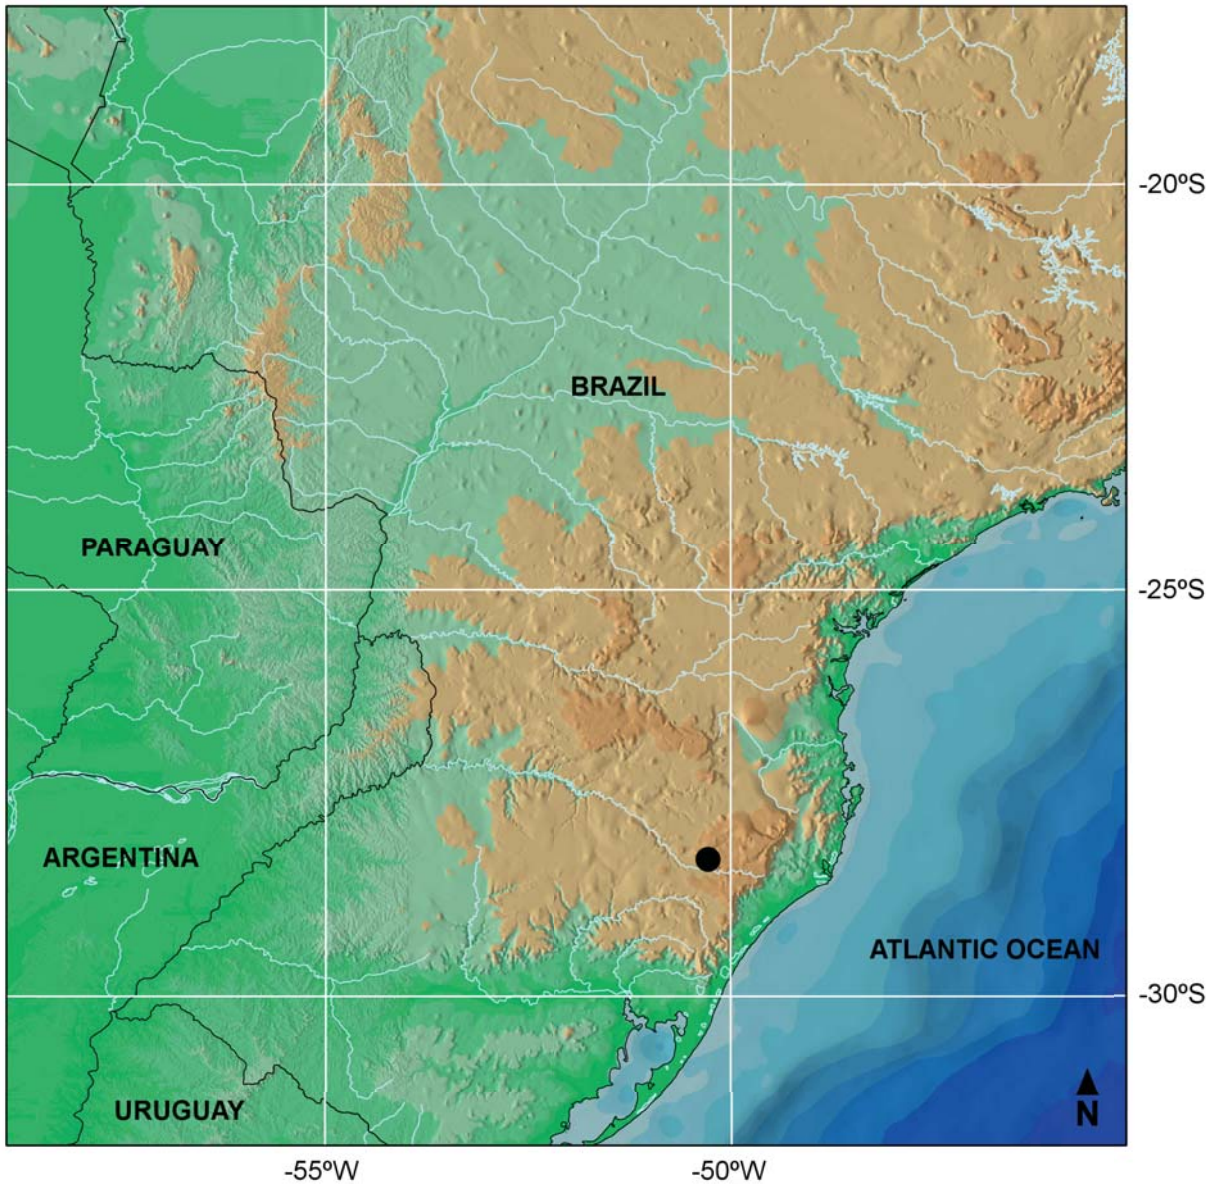 -20ºS
BRAZIL
PARAGUAY
-25ºS
ARGENTINA
ATLANTIC OCEAN
-30ºS
URUGUAY
N
-55ºW
-50ºW